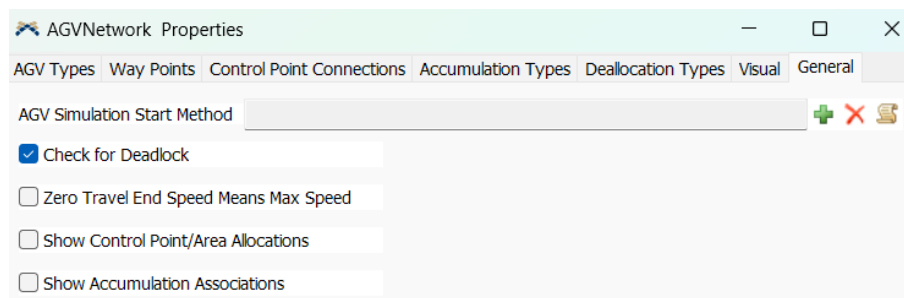 AGVNetwork Properties
AGV Types Way Points Control Point Connections Accumulation Types Deallocation Types Visual General
AGV Simulation Start Method
Check for Deadlock
Zero Travel End Speed Means Max Speed
Show Control Point/Area Allocations
Show Accumulation Associations